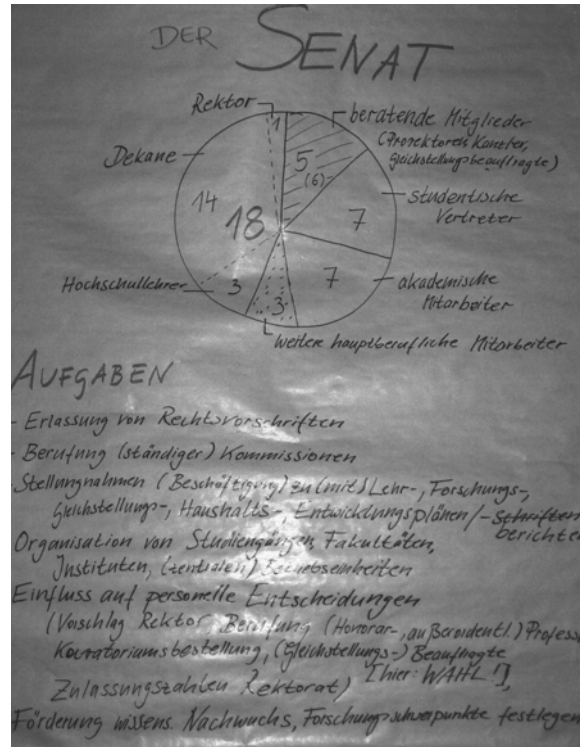 DER SENAT
Rektor
1
beratende Mitglieder
(Prorektoren, Kanzler,
Gleichstellungsbeauftragte)
Dekane
5
(6)
studentische
Vertreter
14
18
7
7
akademische
Mitarbeiter
Hochschullehrer
3
3
weitere hauptberufliche Mitarbeiter
AUFGABEN
- Erlassung von Rechtsvorschriften
- Berufung (ständiger) Kommissionen
- Stellungnahmen (Beschäftigung) zu (mit) Lehr-, Forschungs-,
Gleichstellungs-, Haushalts-, Entwicklungsplänen/-schriften
berichten
Organisation von Studiengängen, Fakultäten,
Instituten, (zentralen) Betriebseinheiten
Einfluss auf personelle Entscheidungen
(Vorschlag Rektor, Berufung (Honorar-, außerordentl.) Profess
Kuratoriumsbestellung, (Gleichstellungs-) Beauftragte
[hier: WAHL!],
Zulassungszahlen Rektorat)
Förderung wissens. Nachwuchs, Forschungsschwerpunkte festlegen